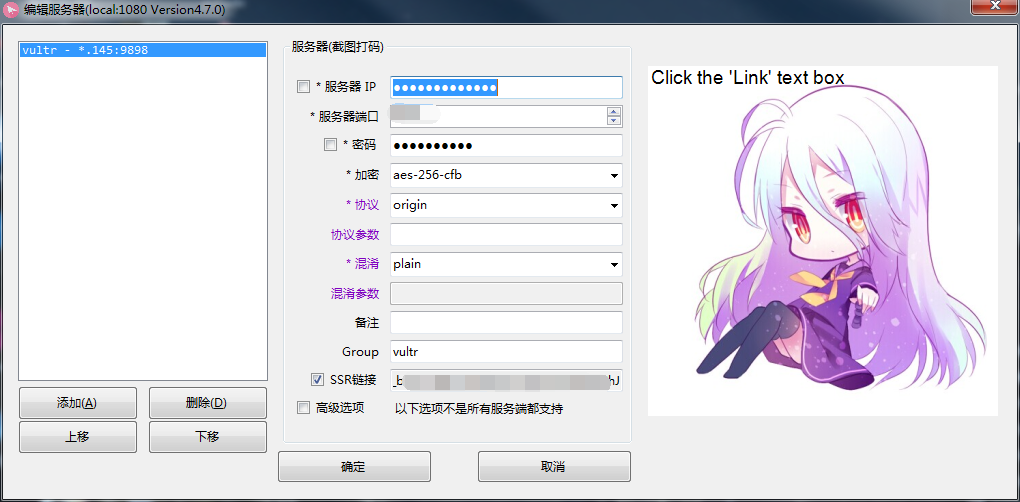 编辑服务器(local:1080 Version4.7.0)
vultr - *.145:9898
服务器(截图打码)
* 服务器 IP ●●●●●●●●●●●●●
* 服务器端口
* 密码 ●●●●●●●●●●
* 加密 aes-256-cfb
* 协议 origin
协议参数
* 混淆 plain
混淆参数
备注
Group vultr
SSR链接
高级选项 以下选项不是所有服务端都支持
添加(A) 删除(D)
上移 下移
确定 取消
Click the 'Link' text box